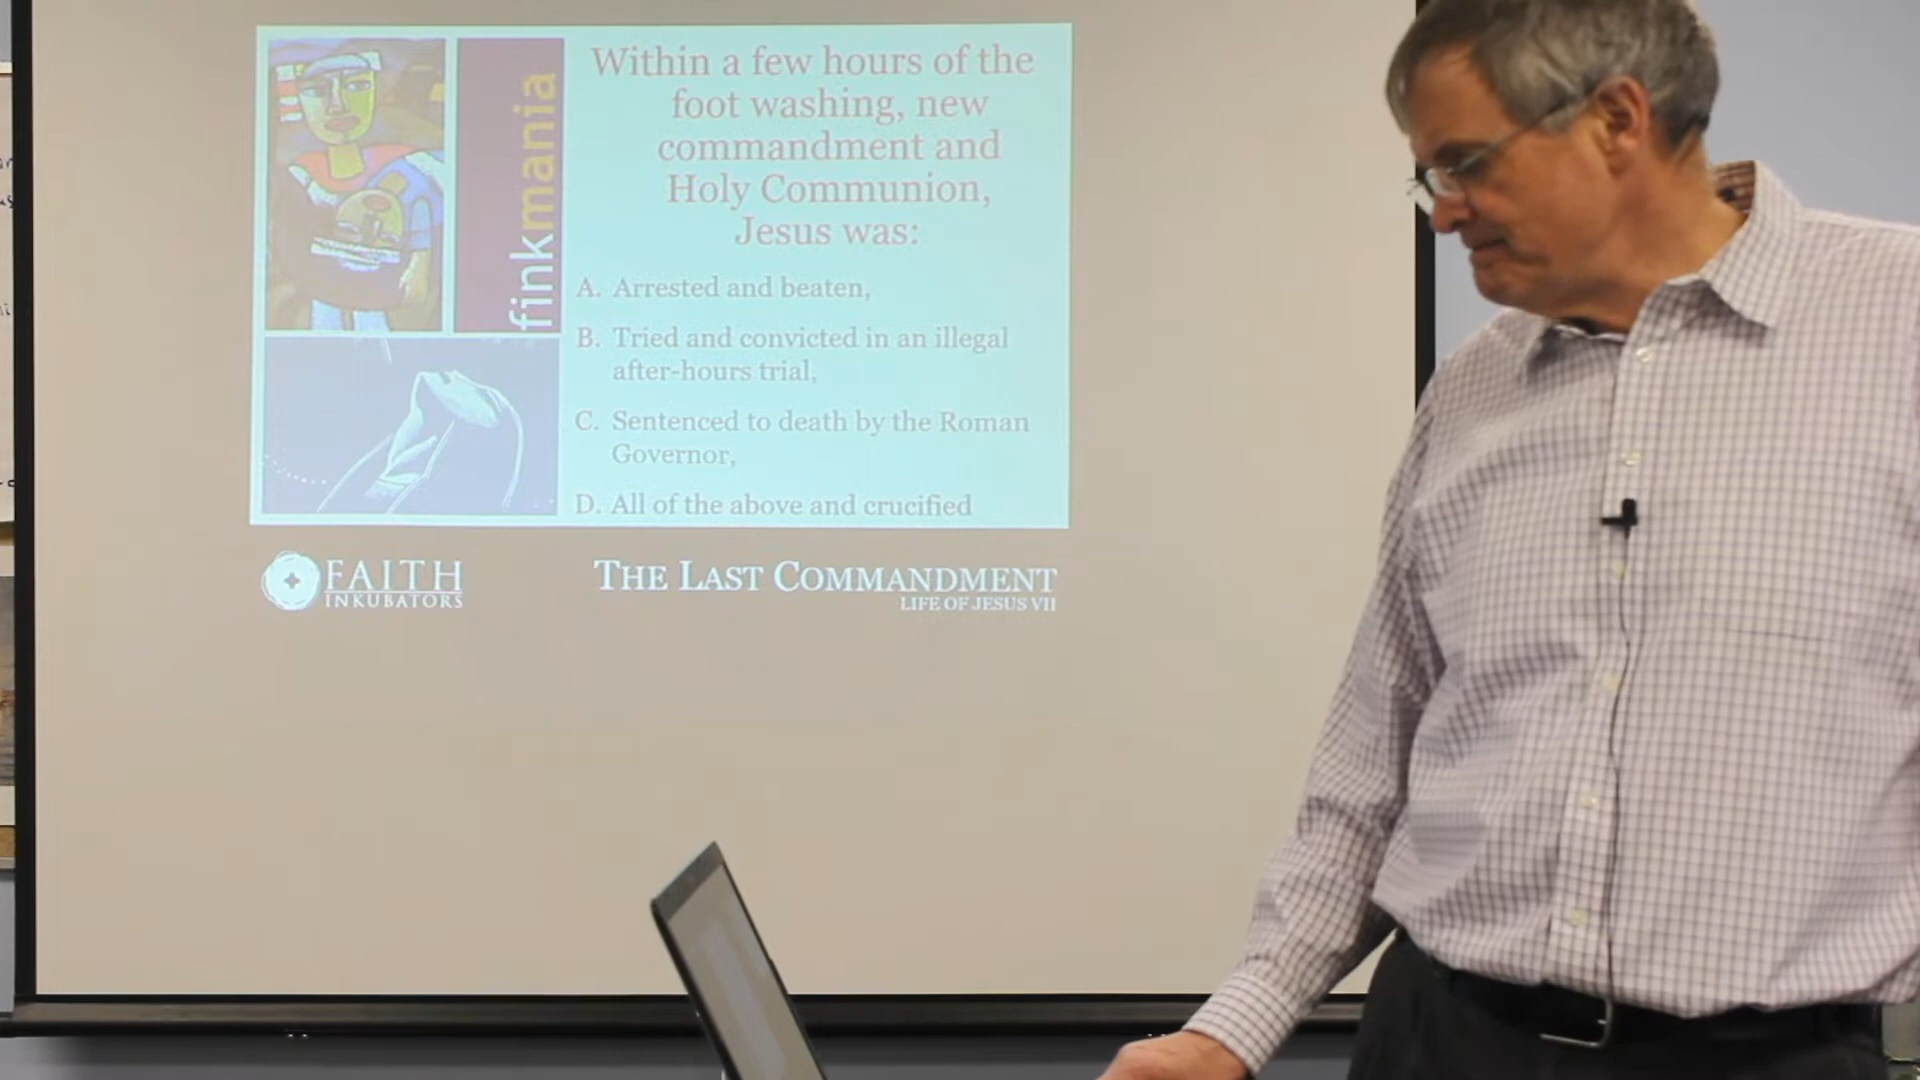 finkmania
Within a few hours of the
foot washing, new
commandment and
Holy Communion,
Jesus was:
A. Arrested and beaten,
B. Tried and convicted in an illegal
after-hours trial,
C. Sentenced to death by the Roman
Governor,
D. All of the above and crucified
FAITH
INKUBATORS
THE LAST COMMANDMENT
LIFE OF JESUS VII